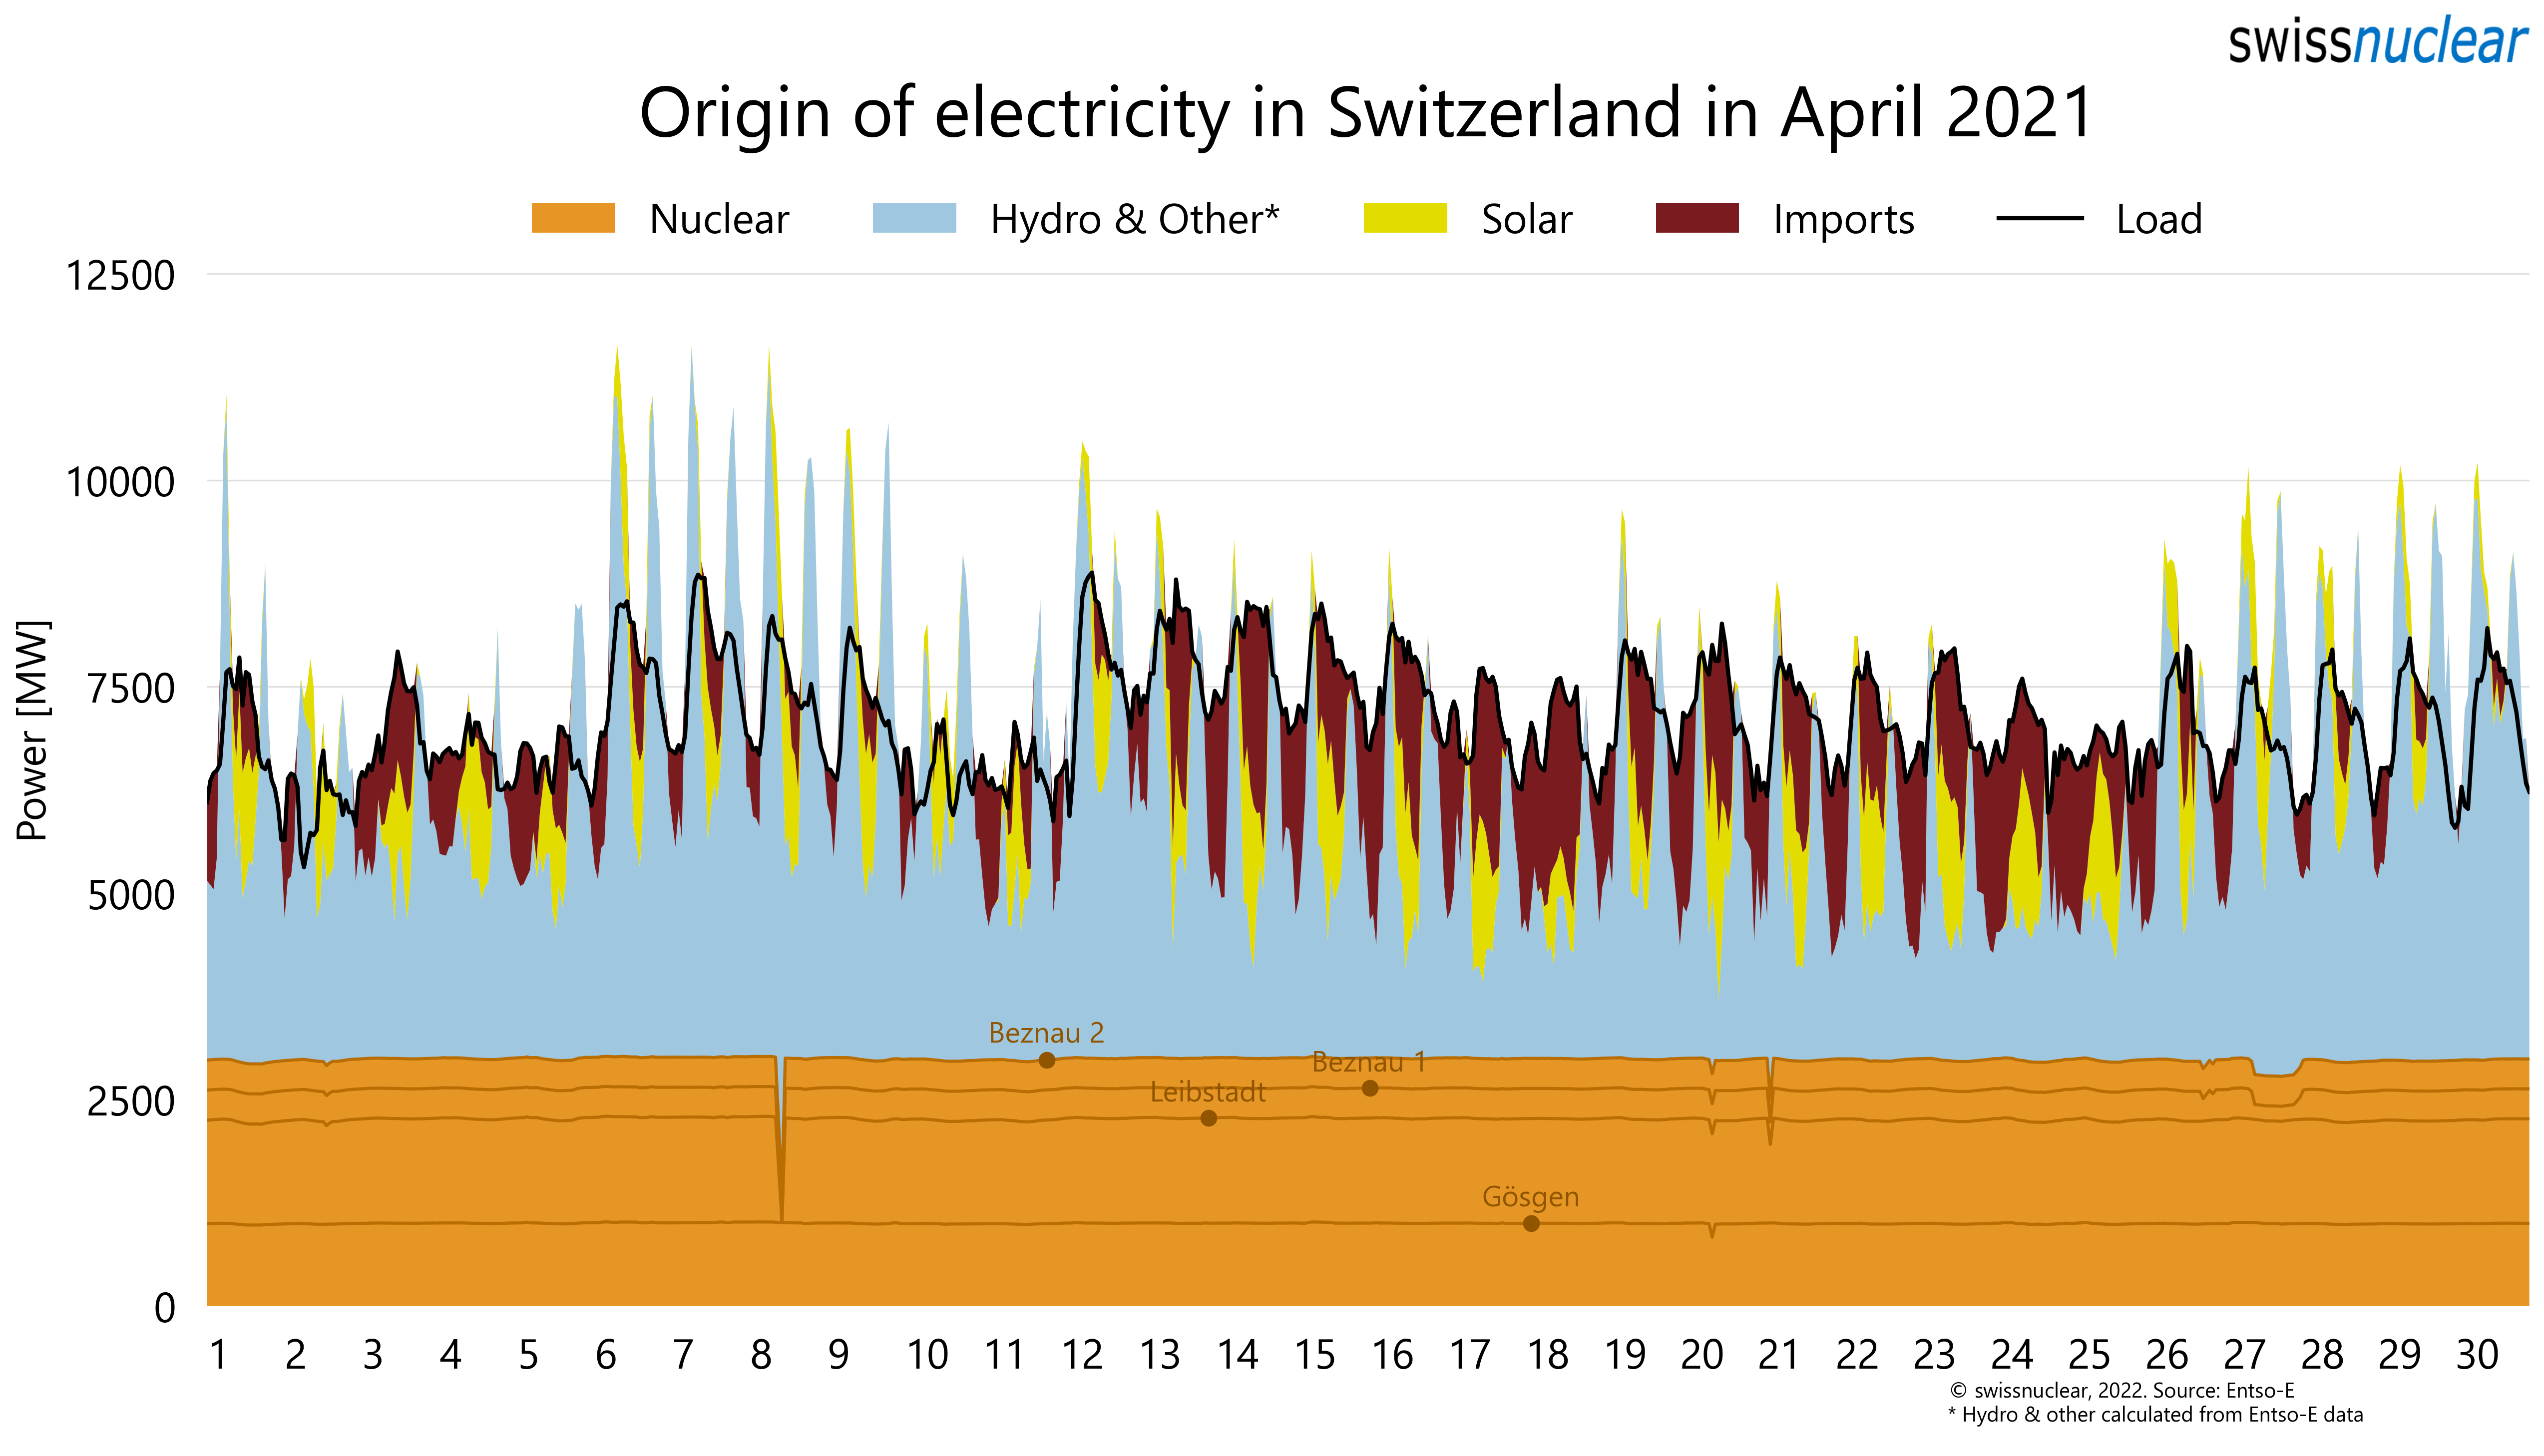 swissnuclear
Origin of electricity in Switzerland in April 2021
Nuclear Hydro & Other* Solar Imports Load
12500
10000
7500
5000
2500
0
Power [MW]
Beznau 2
Beznau 1
Leibstadt
Gösgen
1 2 3 4 5 6 7 8 9 10 11 12 13 14 15 16 17 18 19 20 21 22 23 24 25 26 27 28 29 30
© swissnuclear, 2022. Source: Entso-E
* Hydro & other calculated from Entso-E data